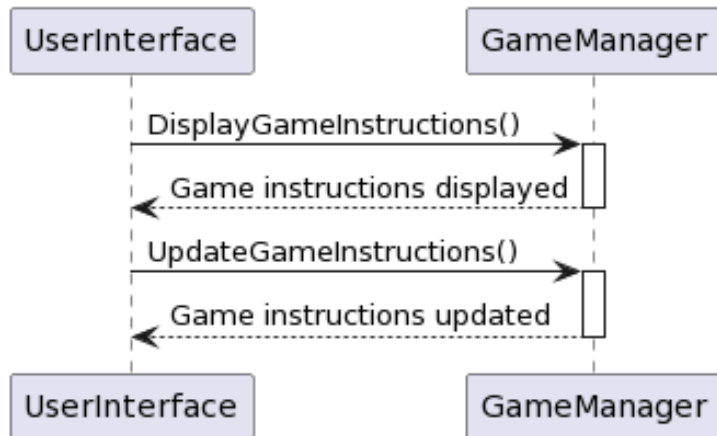 UserInterface
GameManager
DisplayGameInstructions()
Game instructions displayed
UpdateGameInstructions()
Game instructions updated
UserInterface
GameManager